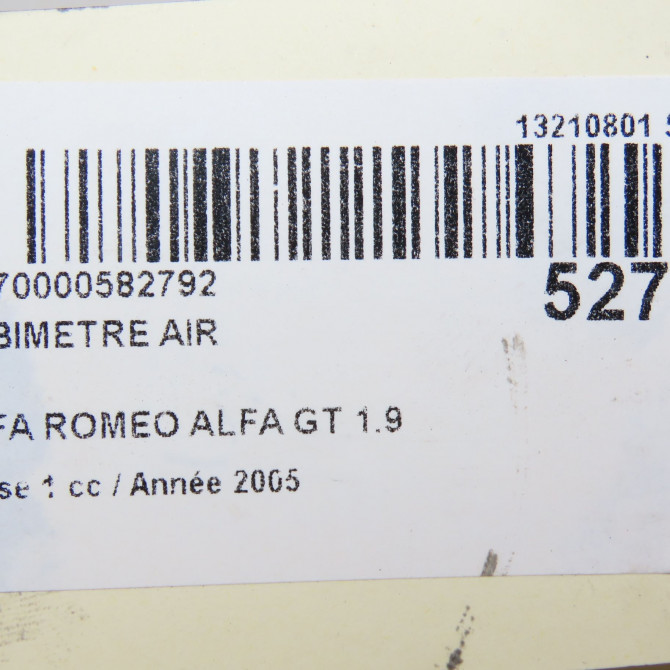 13210801
70000582792
527
BIMETRE AIR
FA ROMEO ALFA GT 1.9
se 1 cc / Année 2005